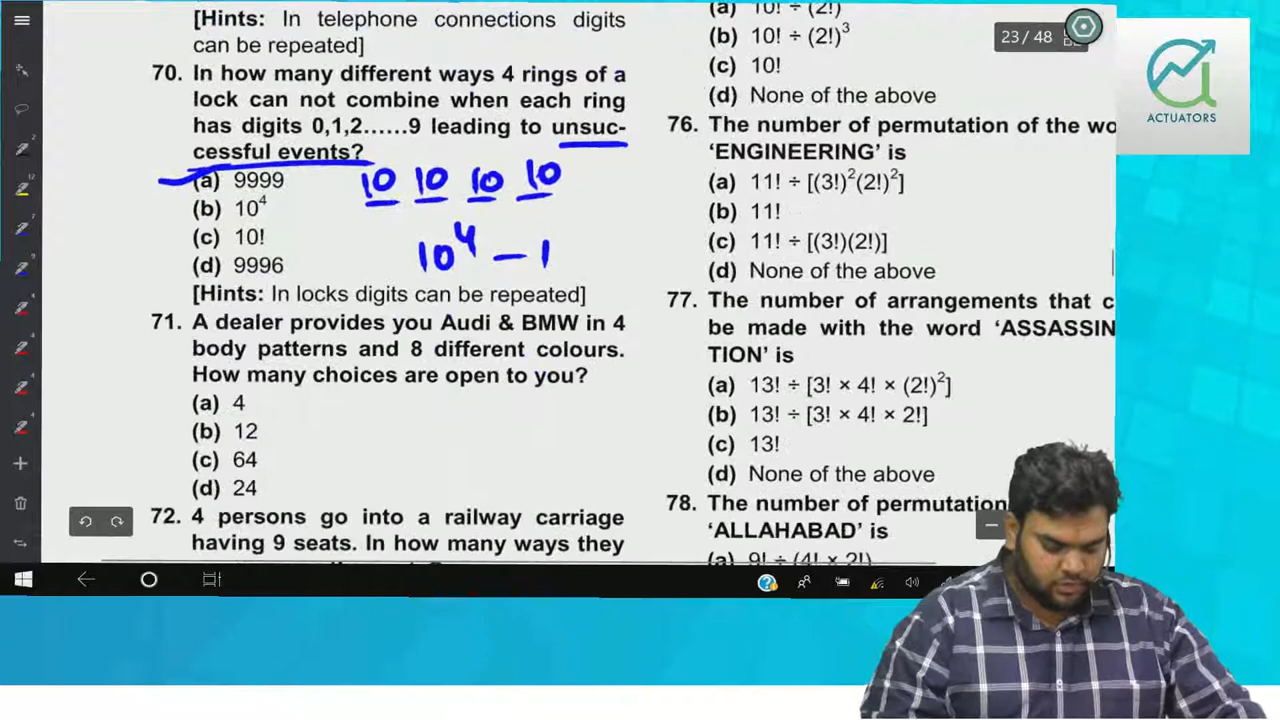 [Hints: In telephone connections digits
can be repeated]
70. In how many different ways 4 rings of a
lock can not combine when each ring
has digits 0,1,2......9 leading to unsuc-
cessful events?
(a) 9999
(b) 10⁴
(c) 10!
(d) 9996
[Hints: In locks digits can be repeated]
10 10 10 10
10⁴ – 1
71. A dealer provides you Audi & BMW in 4
body patterns and 8 different colours.
How many choices are open to you?
(a) 4
(b) 12
(c) 64
(d) 24
72. 4 persons go into a railway carriage
having 9 seats. In how many ways they
(a) 10! ÷ (2!)
(b) 10! ÷ (2!)³
(c) 10!
(d) None of the above
76. The number of permutation of the wo
'ENGINEERING' is
(a) 11! ÷ [(3!)²(2!)²]
(b) 11!
(c) 11! ÷ [(3!)(2!)]
(d) None of the above
77. The number of arrangements that c
be made with the word 'ASSASSIN
TION' is
(a) 13! ÷ [3! × 4! × (2!)²]
(b) 13! ÷ [3! × 4! × 2!]
(c) 13!
(d) None of the above
78. The number of permutation
'ALLAHABAD' is
(a) 9! ÷ (4! × 2!)
23 / 48
ACTUATORS